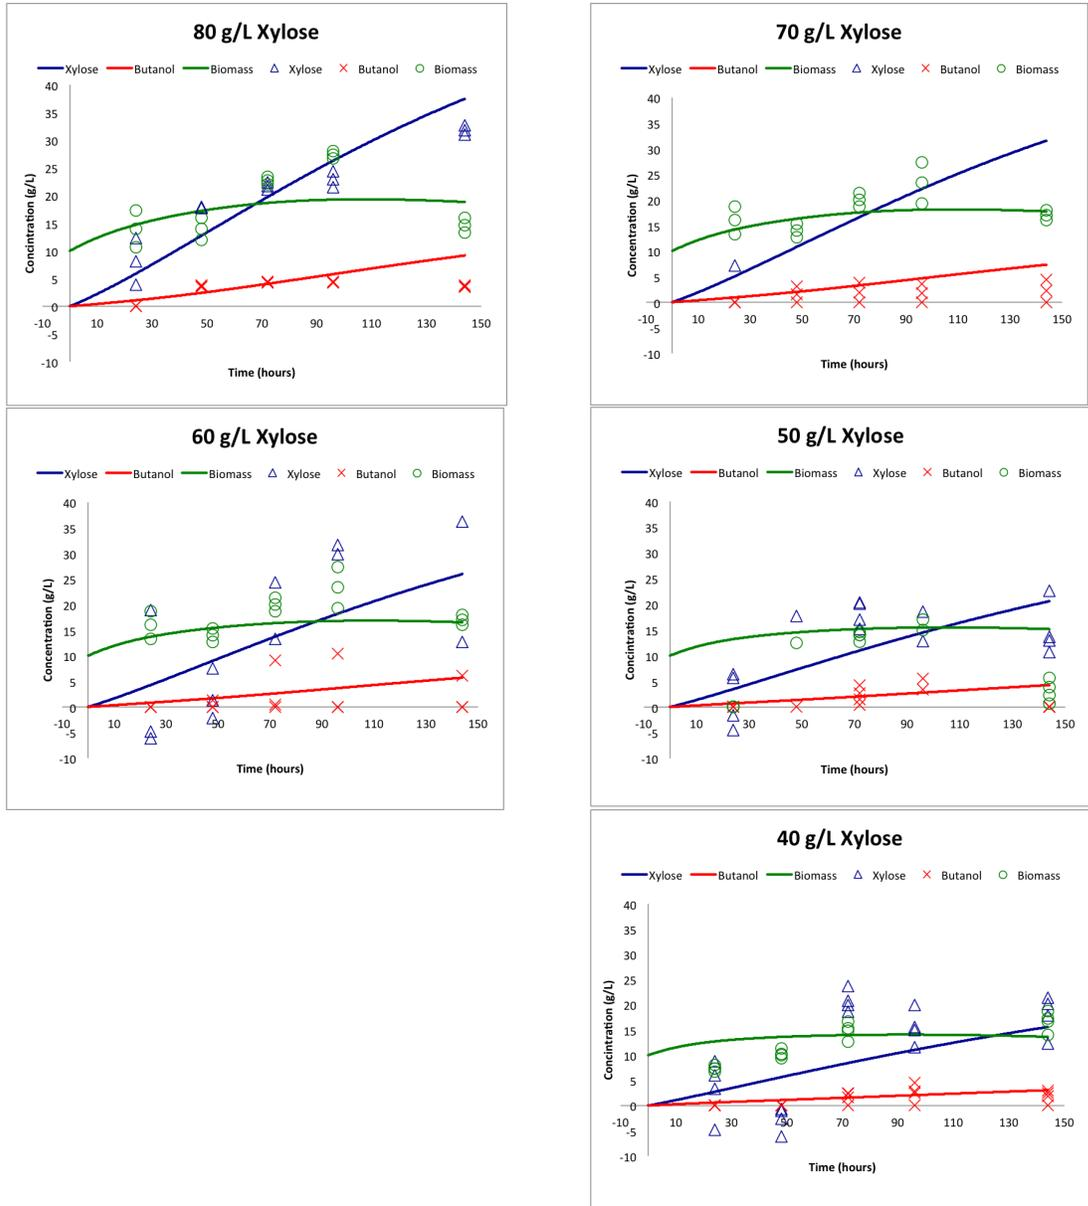 80 g/L Xylose
Xylose Butanol Biomass Xylose Butanol Biomass
40
35
30
25
20
15
10
5
0
-5
-10
Concintration (g/L)
-10 10 30 50 70 90 110 130 150
Time (hours)
70 g/L Xylose
Xylose Butanol Biomass Xylose Butanol Biomass
40
35
30
25
20
15
10
5
0
-5
-10
Concentration (g/L)
-10 10 30 50 70 90 110 130 150
Time (hours)
60 g/L Xylose
Xylose Butanol Biomass Xylose Butanol Biomass
40
35
30
25
20
15
10
5
0
-5
-10
Concentration (g/L)
-10 10 30 50 70 90 110 130 150
Time (hours)
50 g/L Xylose
Xylose Butanol Biomass Xylose Butanol Biomass
40
35
30
25
20
15
10
5
0
-5
-10
Concintration (g/L)
-10 10 30 50 70 90 110 130 150
Time (hours)
40 g/L Xylose
Xylose Butanol Biomass Xylose Butanol Biomass
40
35
30
25
20
15
10
5
0
-5
-10
Concintration (g/L)
-10 10 30 50 70 90 110 130 150
Time (hours)